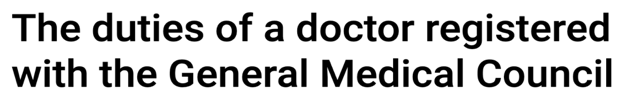 The duties of a doctor registered
with the General Medical Council